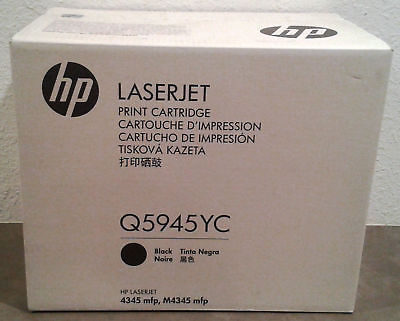 hp
LASERJET
PRINT CARTRIDGE
CARTOUCHE D'IMPRESSION
CARTUCHO DE IMPRESIÓN
TISKOVÁ KAZETA
打印硒鼓
Q5945YC
Black Tinta Negra
Noire 黑色
HP LASERJET
4345 mfp, M4345 mfp